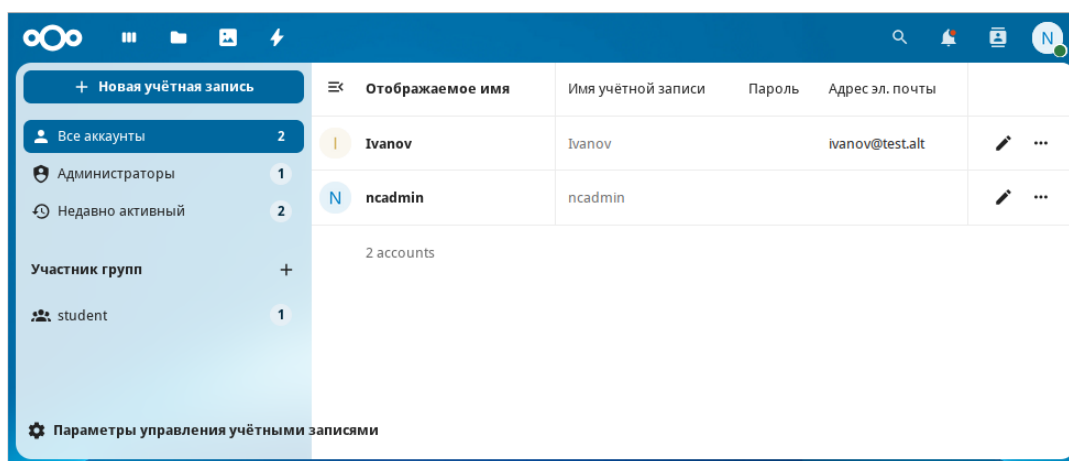 N
+ Новая учётная запись
Отображаемое имя Имя учётной записи Пароль Адрес эл. почты
Все аккаунты 2
I Ivanov Ivanov ivanov@test.alt
Администраторы 1
N ncadmin ncadmin
Недавно активный 2
2 accounts
Участник групп +
student 1
Параметры управления учётными записями